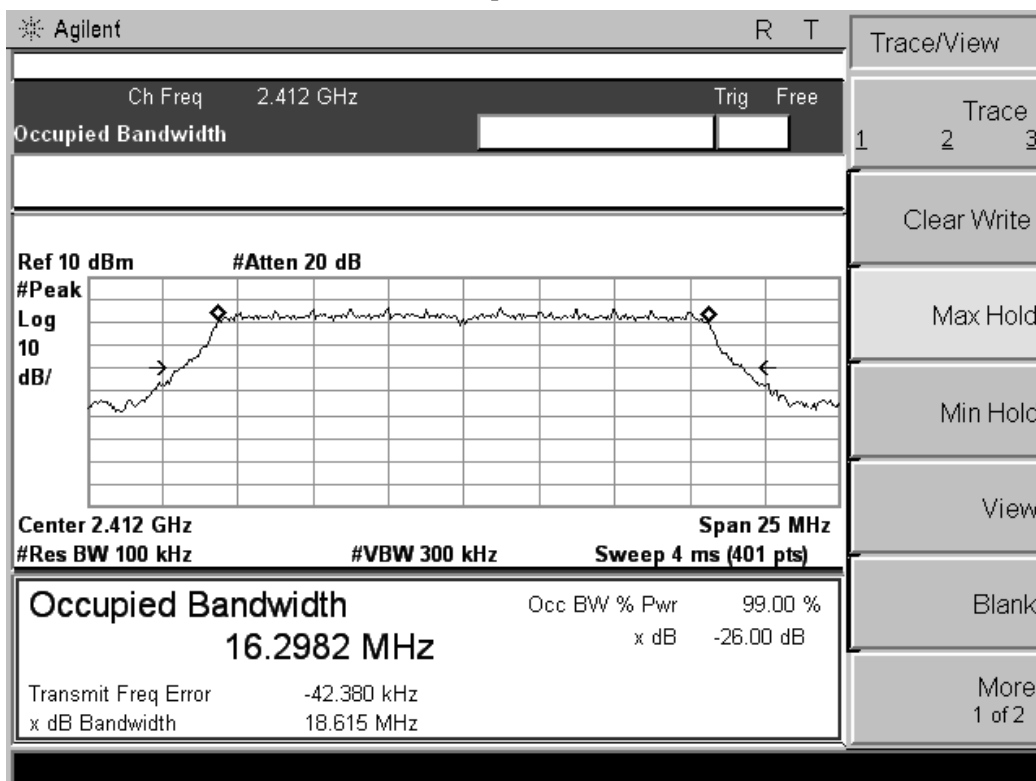 Agilent R T
Trace/View
Ch Freq 2.412 GHz Trig Free
Occupied Bandwidth
Trace
1 2 3
Clear Write
Ref 10 dBm #Atten 20 dB
#Peak
Log
10
dB/
Max Hold
Min Hold
Center 2.412 GHz Span 25 MHz
#Res BW 100 kHz #VBW 300 kHz Sweep 4 ms (401 pts)
View
Occupied Bandwidth
16.2982 MHz
Occ BW % Pwr 99.00 %
x dB -26.00 dB
Transmit Freq Error -42.380 kHz
x dB Bandwidth 18.615 MHz
Blank
More
1 of 2